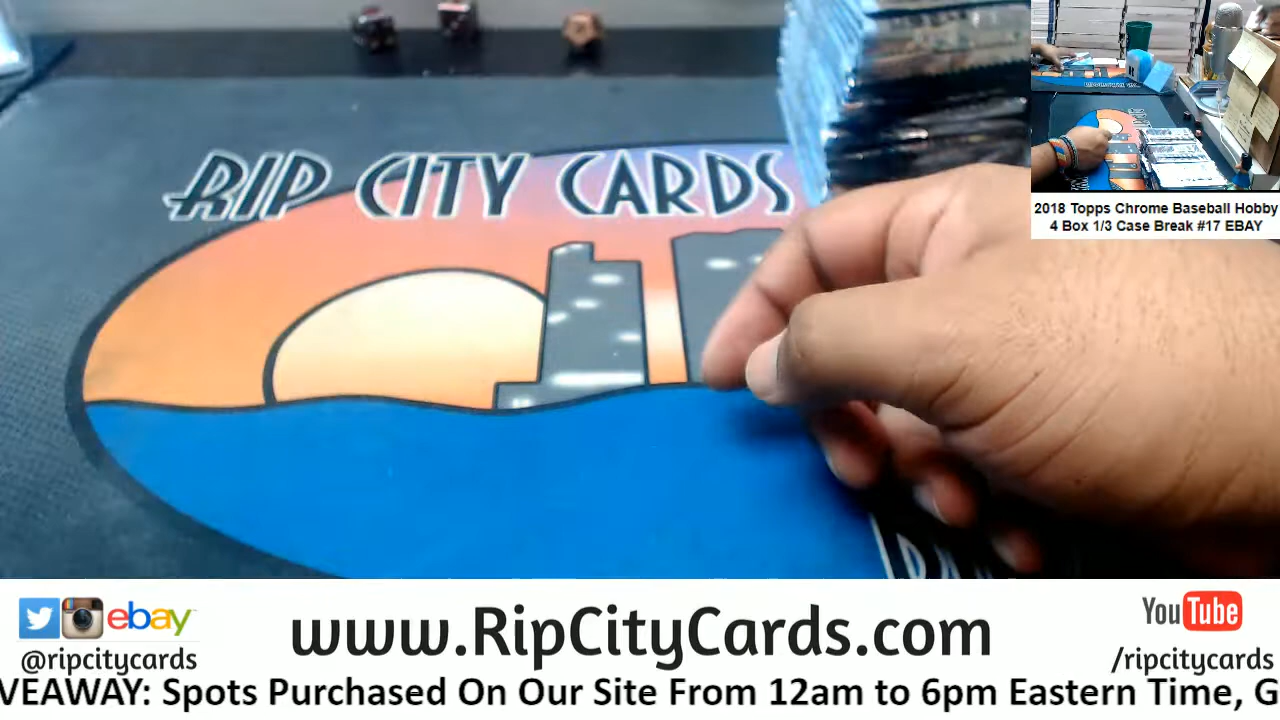 RIP CITY CARDS
2018 Topps Chrome Baseball Hobby
4 Box 1/3 Case Break #17 EBAY
ebay
@ripcitycards
www.RipCityCards.com
YouTube
/ripcitycards
VEAWAY: Spots Purchased On Our Site From 12am to 6pm Eastern Time, G